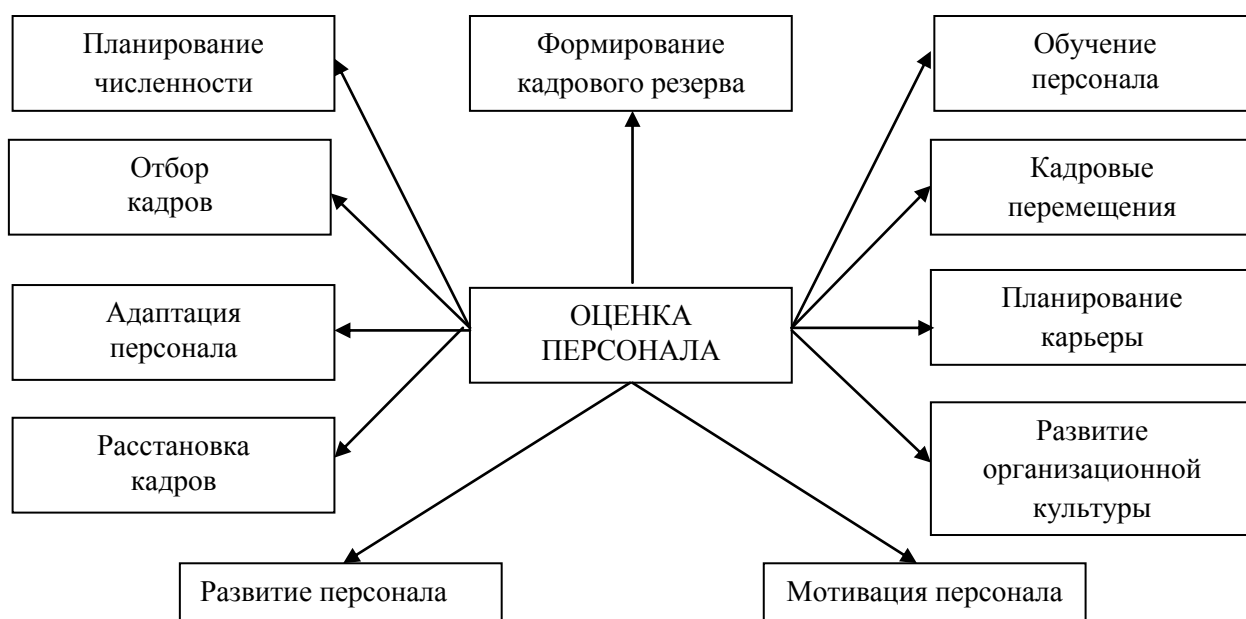 Планирование
численности
Формирование
кадрового резерва
Обучение
персонала
Отбор
кадров
Кадровые
перемещения
Адаптация
персонала
ОЦЕНКА
ПЕРСОНАЛА
Планирование
карьеры
Расстановка
кадров
Развитие
организационной
культуры
Развитие персонала
Мотивация персонала